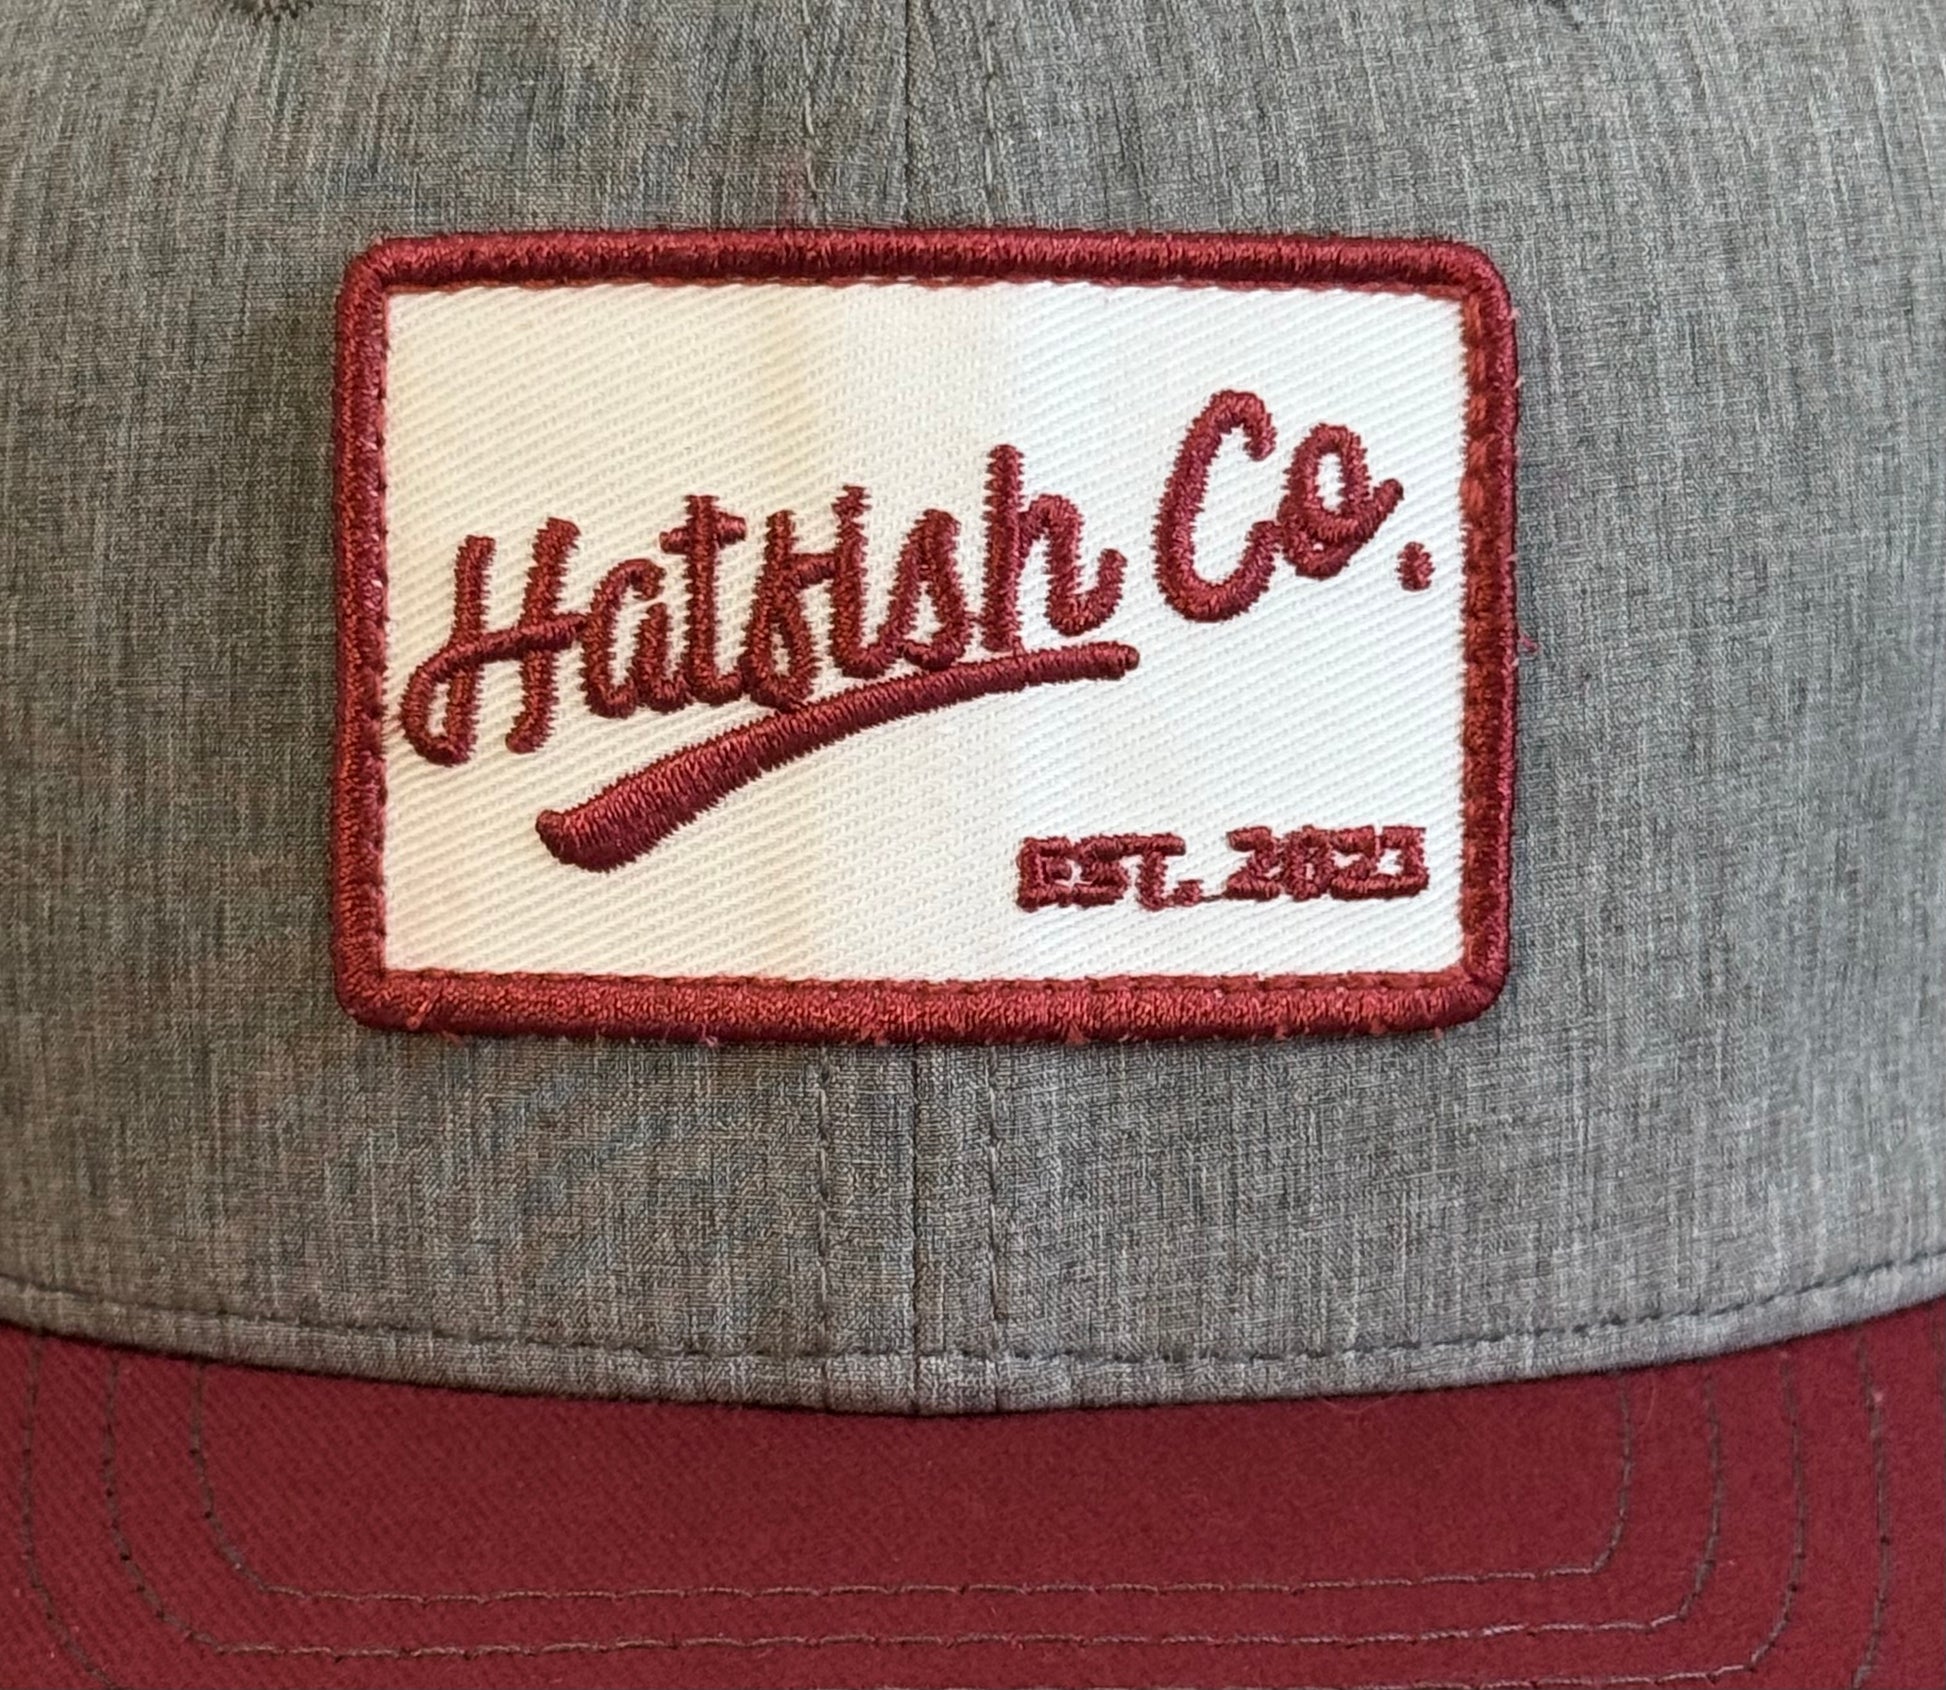 Hatfish Co.
EST. 2023